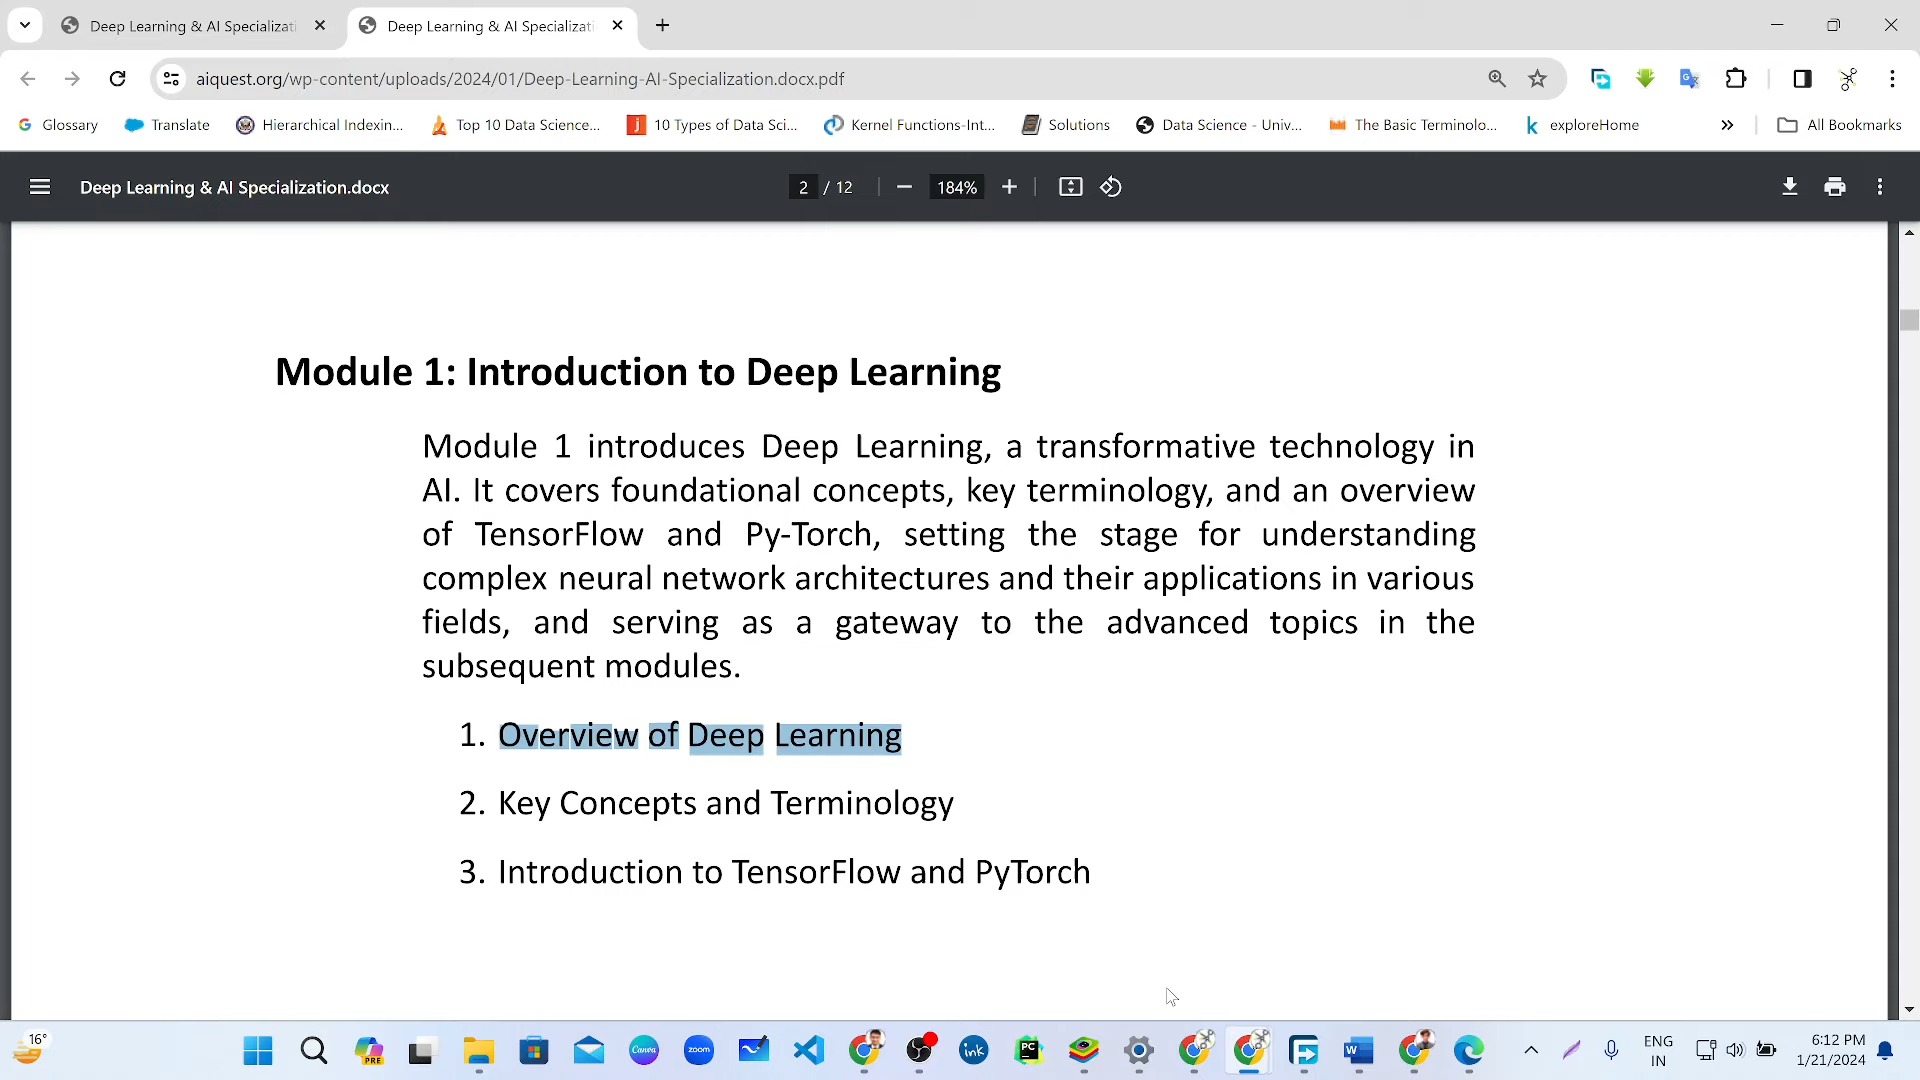 Deep Learning & AI Specializati
Deep Learning & AI Specializati
aiquest.org/wp-content/uploads/2024/01/Deep-Learning-AI-Specialization.docx.pdf
Glossary
Translate
Hierarchical Indexin...
Top 10 Data Science...
10 Types of Data Sci...
Kernel Functions-Int...
Solutions
Data Science - Univ...
The Basic Terminolo...
exploreHome
All Bookmarks
Deep Learning & AI Specialization.docx
2 / 12
184%
Module 1: Introduction to Deep Learning
Module 1 introduces Deep Learning, a transformative technology in
AI. It covers foundational concepts, key terminology, and an overview
of TensorFlow and Py-Torch, setting the stage for understanding
complex neural network architectures and their applications in various
fields, and serving as a gateway to the advanced topics in the
subsequent modules.
1. Overview of Deep Learning
2. Key Concepts and Terminology
3. Introduction to TensorFlow and PyTorch
16°
PRE
Canva
zoom
ink
PC
W
ENG
IN
6:12 PM
1/21/2024